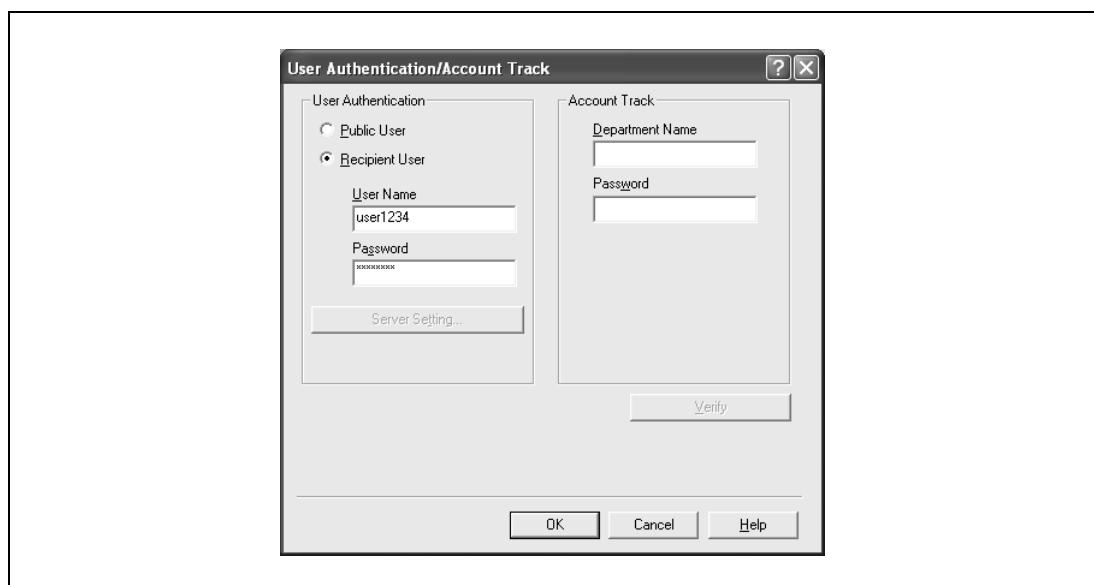 User Authentication/Account Track
User Authentication
Public User
Recipient User
User Name
user1234
Password
××××××××
Server Setting...
Account Track
Department Name
Password
Verify
OK
Cancel
Help